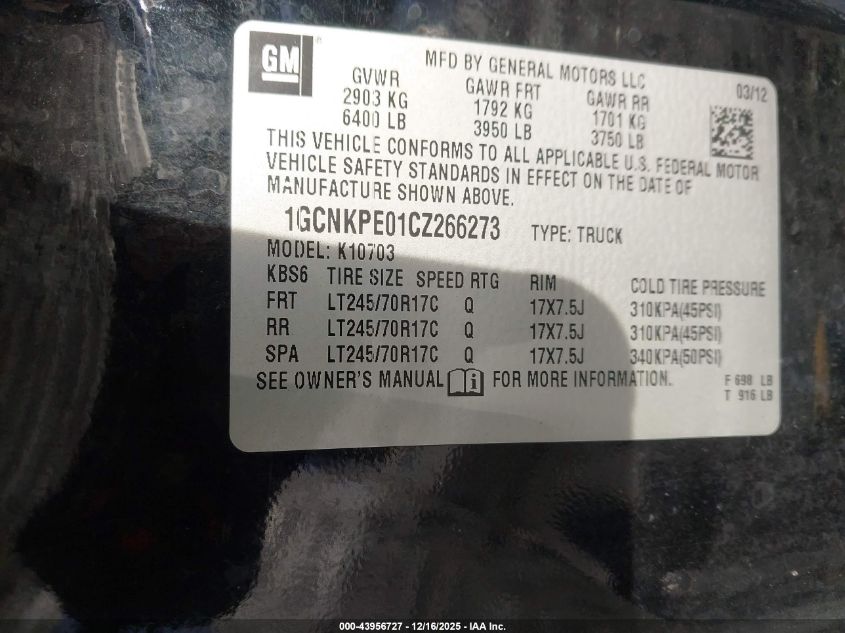 GM ®
MFD BY GENERAL MOTORS LLC
03/12
GVWR GAWR FRT GAWR RR
2903 KG 1792 KG 1701 KG
6400 LB 3950 LB 3750 LB
THIS VEHICLE CONFORMS TO ALL APPLICABLE U.S. FEDERAL MOTOR
VEHICLE SAFETY STANDARDS IN EFFECT ON THE DATE OF
MANUFACTURE SHOWN ABOVE.
1GCNKPE01CZ266273 TYPE: TRUCK
MODEL: K10703
KBS6 TIRE SIZE SPEED RTG RIM COLD TIRE PRESSURE
FRT LT245/70R17C Q 17X7.5J 310KPA(45PSI)
RR LT245/70R17C Q 17X7.5J 310KPA(45PSI)
SPA LT245/70R17C Q 17X7.5J 340KPA(50PSI)
SEE OWNER'S MANUAL i FOR MORE INFORMATION.
F 698 LB
T 916 LB
000-43956727 - 12/16/2025 - IAA Inc.